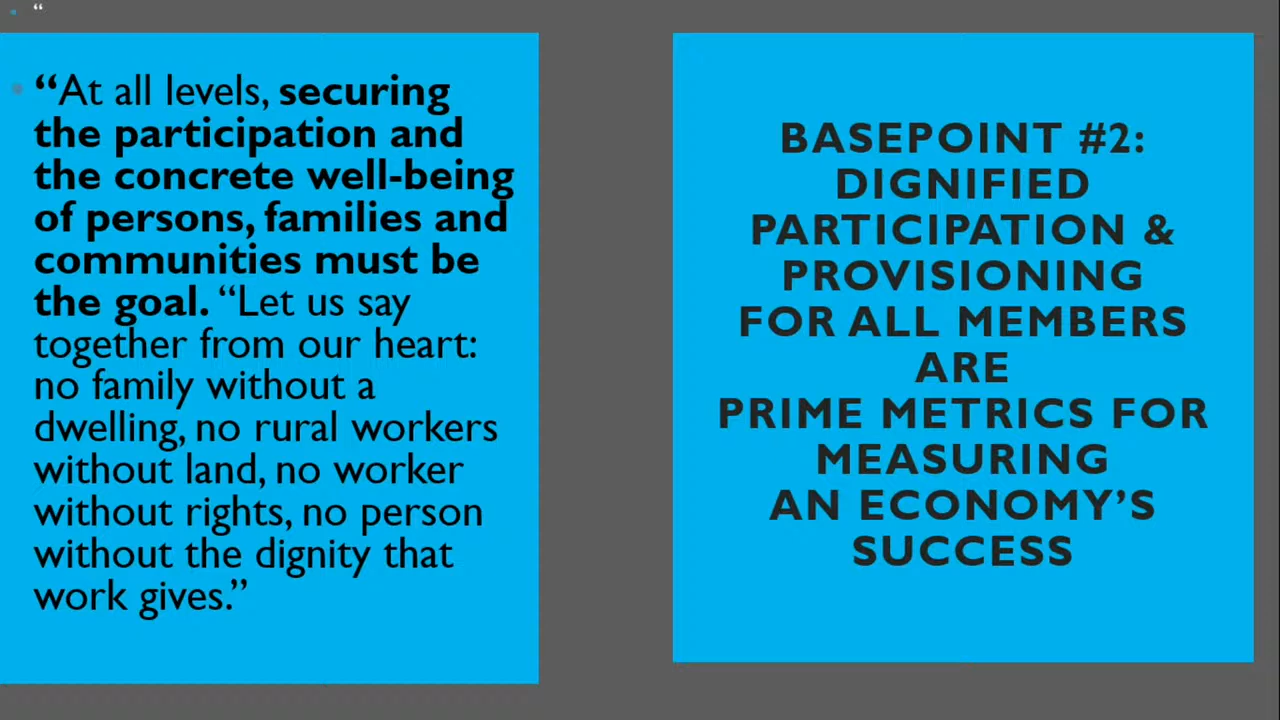 “
“At all levels, securing
the participation and
the concrete well-being
of persons, families and
communities must be
the goal. “Let us say
together from our heart:
no family without a
dwelling, no rural workers
without land, no worker
without rights, no person
without the dignity that
work gives.”
BASEPOINT #2:
DIGNIFIED
PARTICIPATION &
PROVISIONING
FOR ALL MEMBERS
ARE
PRIME METRICS FOR
MEASURING
AN ECONOMY’S
SUCCESS